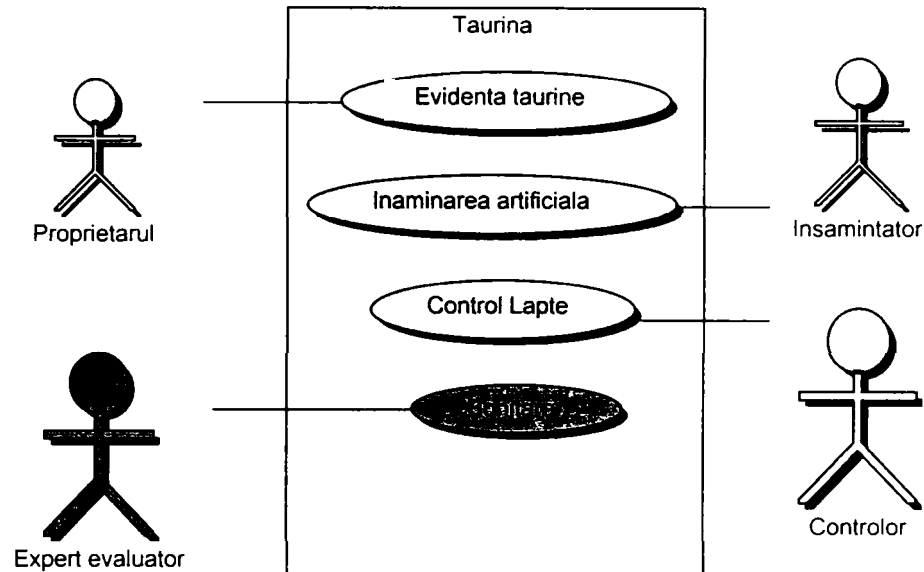 Taurina
Evidenta taurine
Inaminarea artificiala
Proprietarul
Insamintator
Control Lapte
Expert evaluator
Controlor